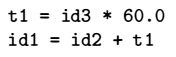 t1 = id3 * 60.0
id1 = id2 + t1